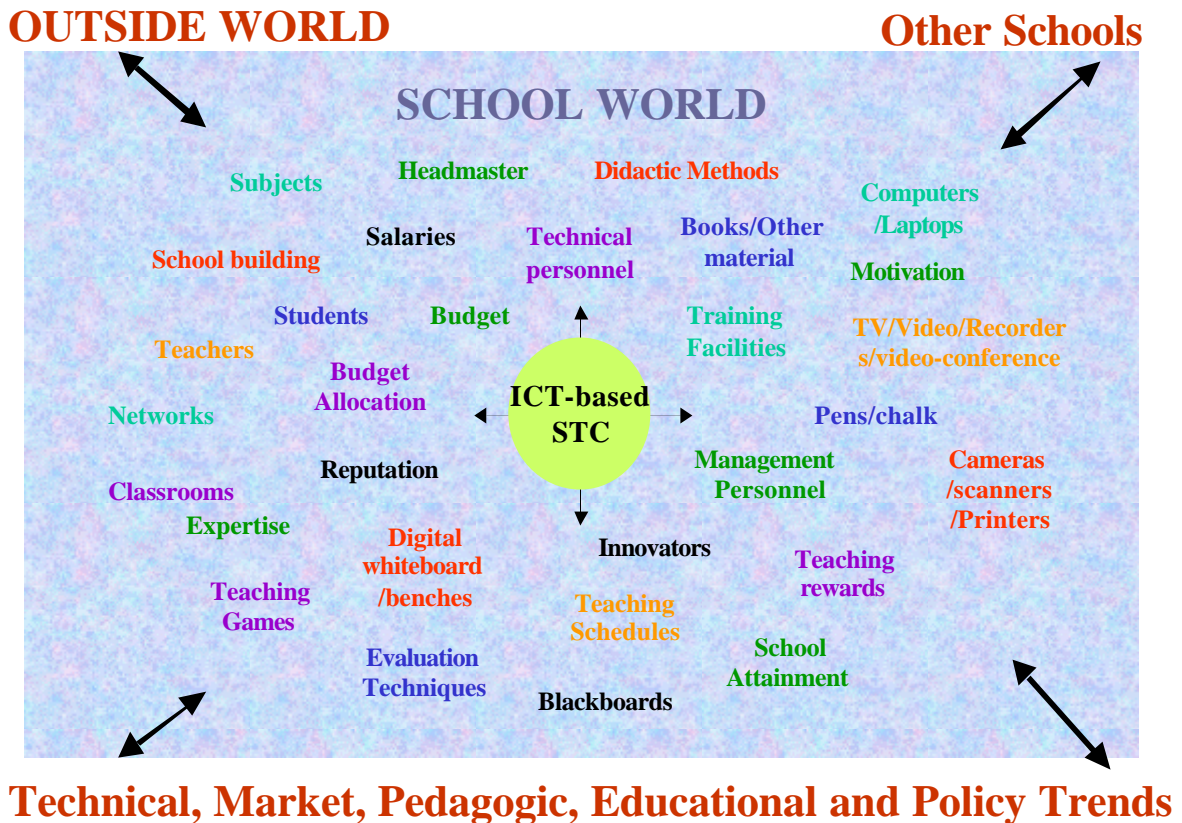 OUTSIDE WORLD
Other Schools
SCHOOL WORLD
Headmaster
Didactic Methods
Subjects
Computers
/Laptops
Salaries
Technical
personnel
Books/Other
material
School building
Motivation
Students
Budget
Training
Facilities
TV/Video/Recorder
s/video-conference
Teachers
Budget
Allocation
ICT-based
STC
Networks
Pens/chalk
Reputation
Management
Personnel
Cameras
/scanners
/Printers
Classrooms
Expertise
Digital
whiteboard
/benches
Innovators
Teaching
rewards
Teaching
Games
Teaching
Schedules
School
Attainment
Evaluation
Techniques
Blackboards
Technical, Market, Pedagogic, Educational and Policy Trends